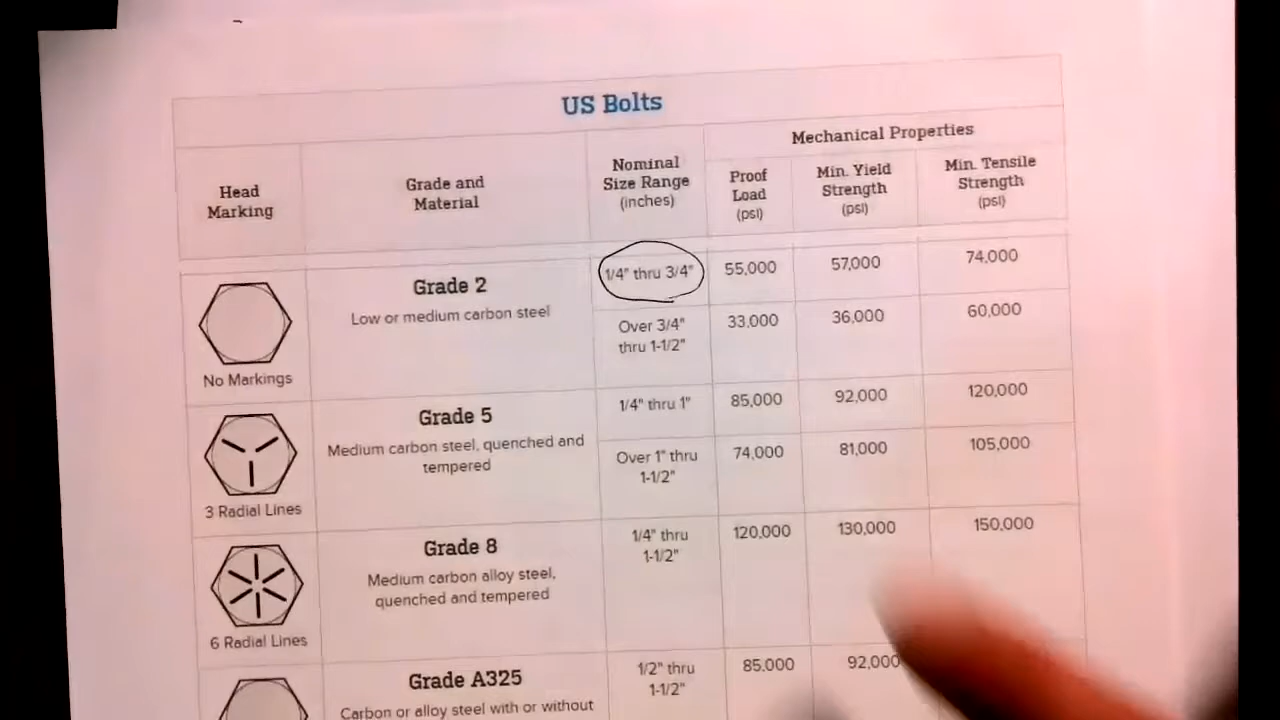 US Bolts
Head
Marking
Grade and
Material
Nominal
Size Range
(inches)
Mechanical Properties
Proof
Load
(psi)
Min. Yield
Strength
(psi)
Min. Tensile
Strength
(psi)
No Markings
Grade 2
Low or medium carbon steel
1/4" thru 3/4"
55,000
57,000
74,000
Over 3/4"
thru 1-1/2"
33,000
36,000
60,000
3 Radial Lines
Grade 5
Medium carbon steel, quenched and
tempered
1/4" thru 1"
85,000
92,000
120,000
Over 1" thru
1-1/2"
74,000
81,000
105,000
6 Radial Lines
Grade 8
Medium carbon alloy steel,
quenched and tempered
1/4" thru
1-1/2"
120,000
130,000
150,000
Grade A325
Carbon or alloy steel with or without
1/2" thru
1-1/2"
85,000
92,000